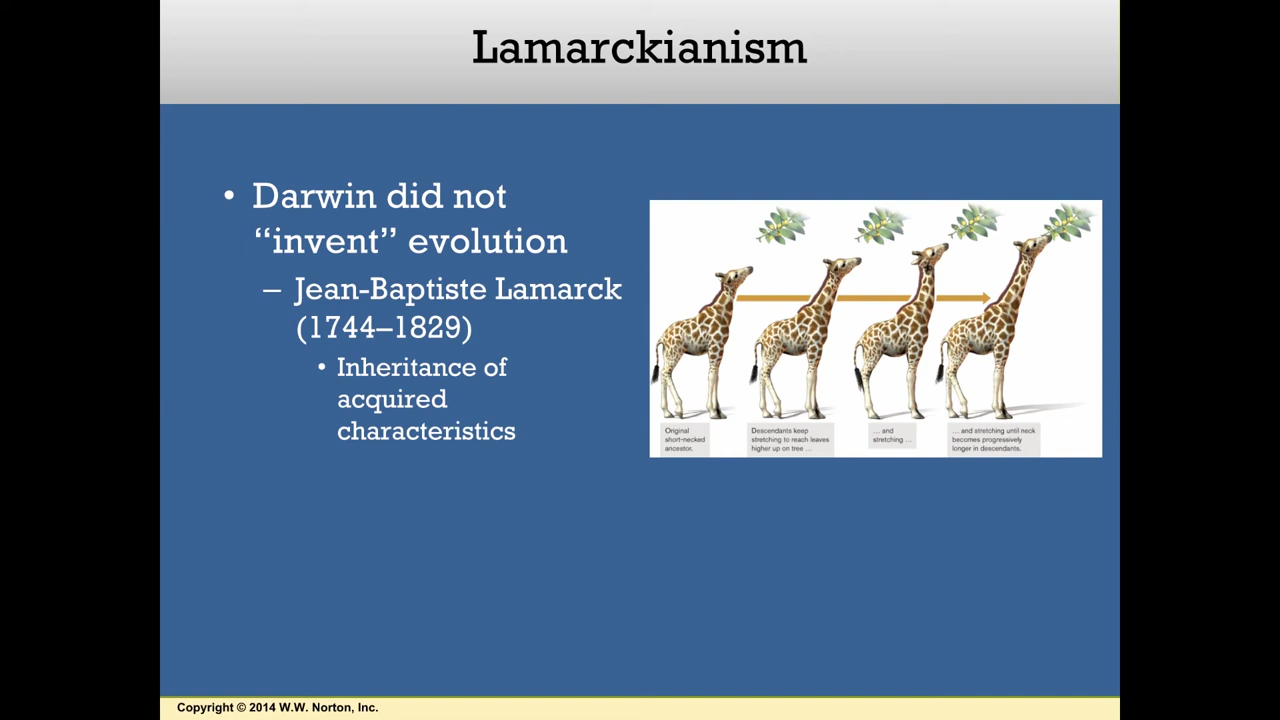 Lamarckianism
• Darwin did not
“invent” evolution
– Jean-Baptiste Lamarck
(1744–1829)
• Inheritance of
acquired
characteristics
Original
short-necked
ancestor.
Descendants keep
stretching to reach leaves
higher up on tree ...
... and
stretching ...
... and stretching until neck
becomes progressively
longer in descendants.
Copyright © 2014 W.W. Norton, Inc.